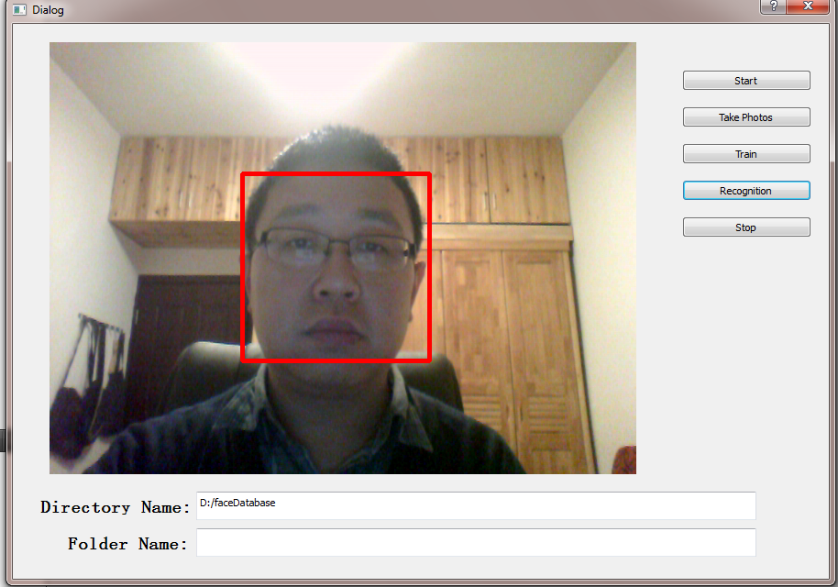 Dialog
Start
Take Photos
Train
Recognition
Stop
Directory Name: D:/faceDatabase
Folder Name: